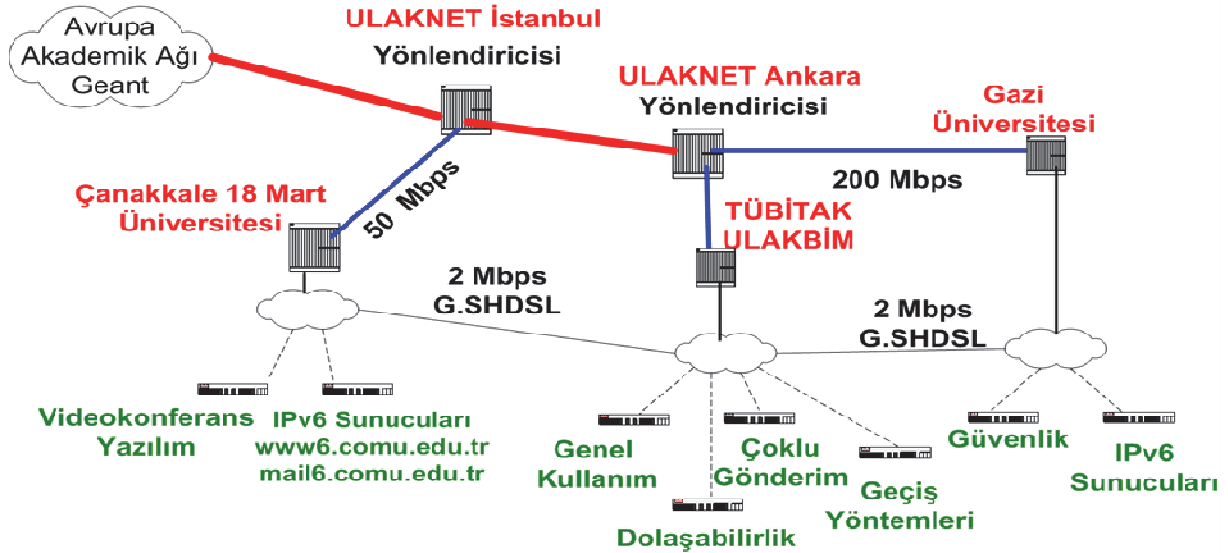 Avrupa
Akademik Ağı
Geant
ULAKNET İstanbul
Yönlendiricisi
ULAKNET Ankara
Yönlendiricisi
Gazi
Üniversitesi
200 Mbps
50 Mbps
Çanakkale 18 Mart
Üniversitesi
TÜBİTAK
ULAKBİM
2 Mbps
G.SHDSL
2 Mbps
G.SHDSL
Videokonferans
Yazılım
IPv6 Sunucuları
www6.comu.edu.tr
mail6.comu.edu.tr
Genel
Kullanım
Dolaşabilirlik
Çoklu
Gönderim
Geçiş
Yöntemleri
Güvenlik
IPv6
Sunucuları